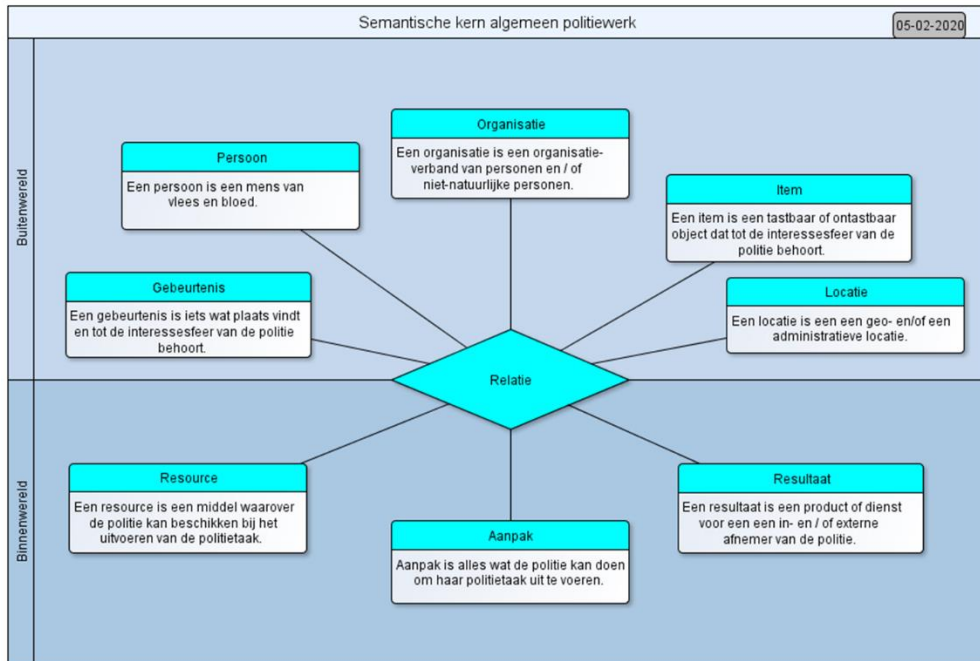 Semantische kern algemeen politiewerk
05-02-2020
Buitenwereld
Organisatie
Een organisatie is een organisatie-
verband van personen en / of
niet-natuurlijke personen.
Persoon
Een persoon is een mens van
vlees en bloed.
Item
Een item is een tastbaar of ontastbaar
object dat tot de interessesfeer van de
politie behoort.
Gebeurtenis
Een gebeurtenis is iets wat plaats vindt
en tot de interessesfeer van de politie
behoort.
Locatie
Een locatie is een een geo- en/of een
administratieve locatie.
Relatie
Binnenwereld
Resource
Een resource is een middel waarover
de politie kan beschikken bij het
uitvoeren van de politietaak.
Aanpak
Aanpak is alles wat de politie kan doen
om haar politietaak uit te voeren.
Resultaat
Een resultaat is een product of dienst
voor een een in- en / of externe
afnemer van de politie.